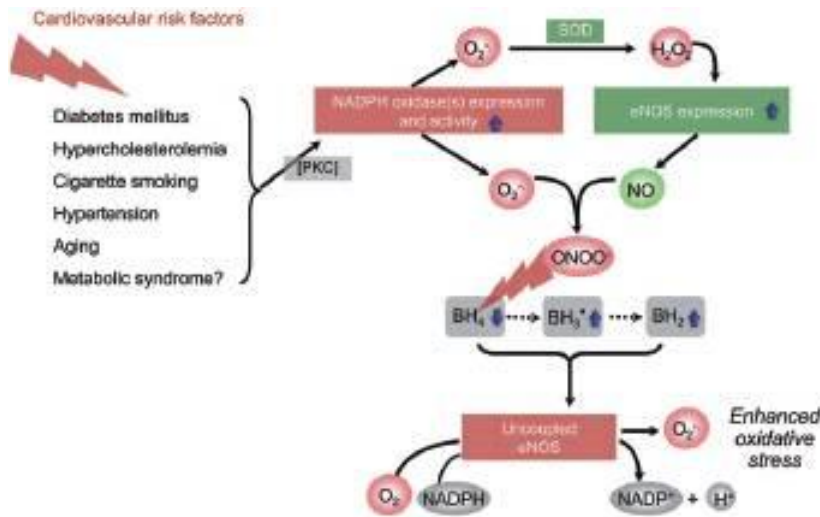 Cardiovascular risk factors
Diabetes mellitus
Hypercholesterolemia
Cigarette smoking
Hypertension
Aging
Metabolic syndrome?
[PKC]
NADPH oxidase(s) expression
and activity
O₂⁻
SOD
H₂O₂
eNOS expression
O₂⁻
NO
ONOO
BH₄
BH₃•
BH₂
Uncoupled
eNOS
O₂⁻
Enhanced
oxidative
stress
O₂
NADPH
NADP⁺ + H⁺